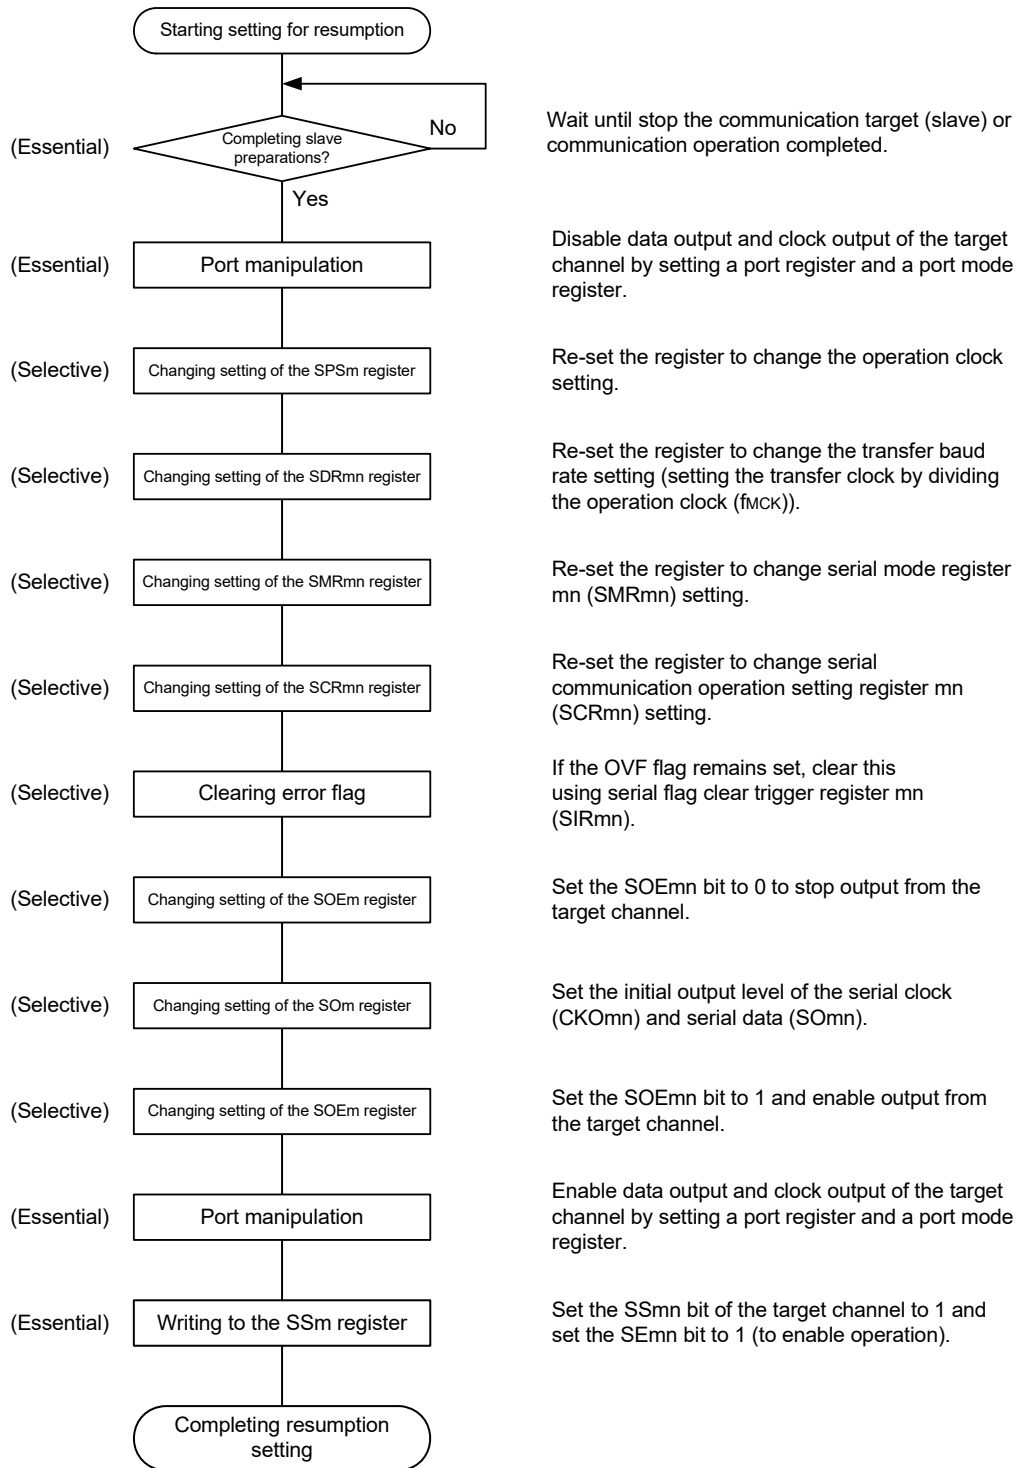 Starting setting for resumption
(Essential)
Completing slave
preparations?
No
Yes
Wait until stop the communication target (slave) or
communication operation completed.
(Essential)
Port manipulation
Disable data output and clock output of the target
channel by setting a port register and a port mode
register.
(Selective)
Changing setting of the SPSm register
Re-set the register to change the operation clock
setting.
(Selective)
Changing setting of the SDRmn register
Re-set the register to change the transfer baud
rate setting (setting the transfer clock by dividing
the operation clock (fMCK)).
(Selective)
Changing setting of the SMRmn register
Re-set the register to change serial mode register
mn (SMRmn) setting.
(Selective)
Changing setting of the SCRmn register
Re-set the register to change serial
communication operation setting register mn
(SCRmn) setting.
(Selective)
Clearing error flag
If the OVF flag remains set, clear this
using serial flag clear trigger register mn
(SIRmn).
(Selective)
Changing setting of the SOEm register
Set the SOEmn bit to 0 to stop output from the
target channel.
(Selective)
Changing setting of the SOm register
Set the initial output level of the serial clock
(CKOmn) and serial data (SOmn).
(Selective)
Changing setting of the SOEm register
Set the SOEmn bit to 1 and enable output from
the target channel.
(Essential)
Port manipulation
Enable data output and clock output of the target
channel by setting a port register and a port mode
register.
(Essential)
Writing to the SSm register
Set the SSmn bit of the target channel to 1 and
set the SEmn bit to 1 (to enable operation).
Completing resumption
setting